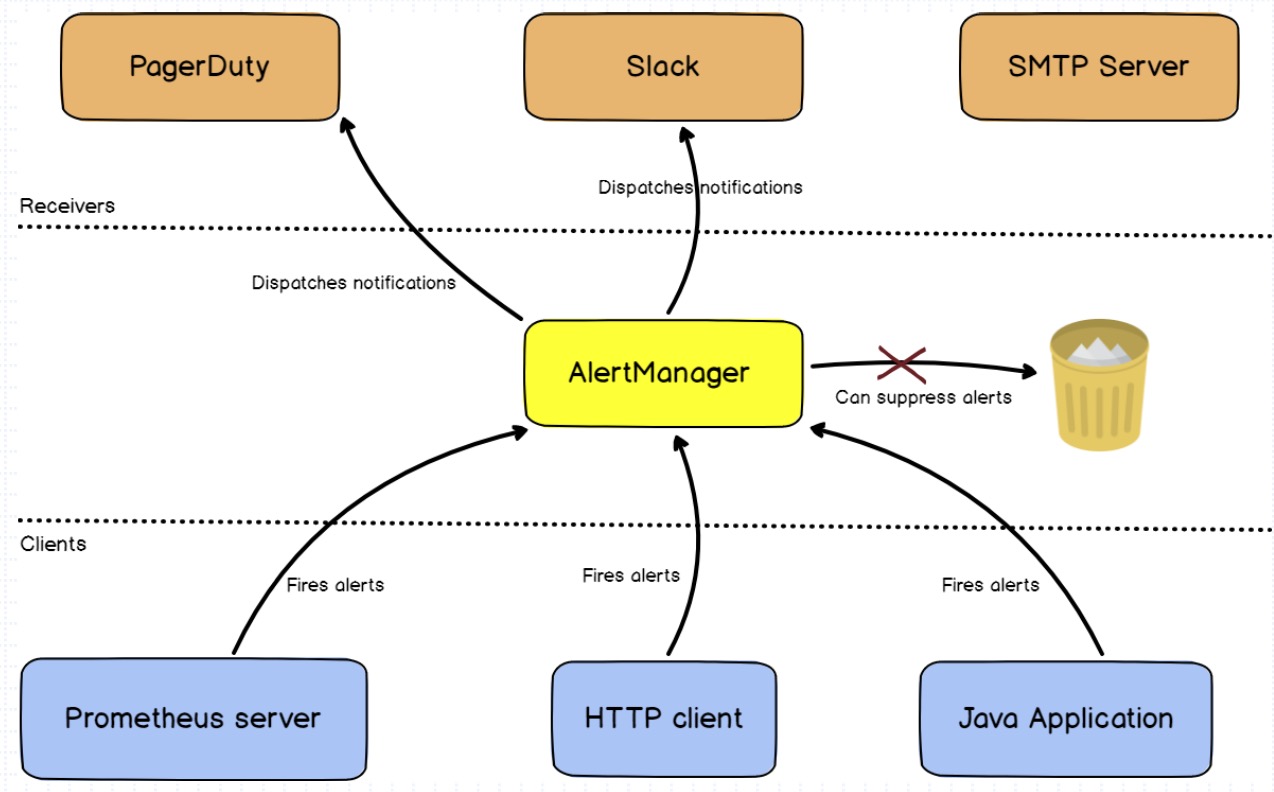 PagerDuty
Slack
SMTP Server
Dispatches notifications
Receivers
Dispatches notifications
AlertManager
Can suppress alerts
Clients
Fires alerts
Fires alerts
Fires alerts
Prometheus server
HTTP client
Java Application